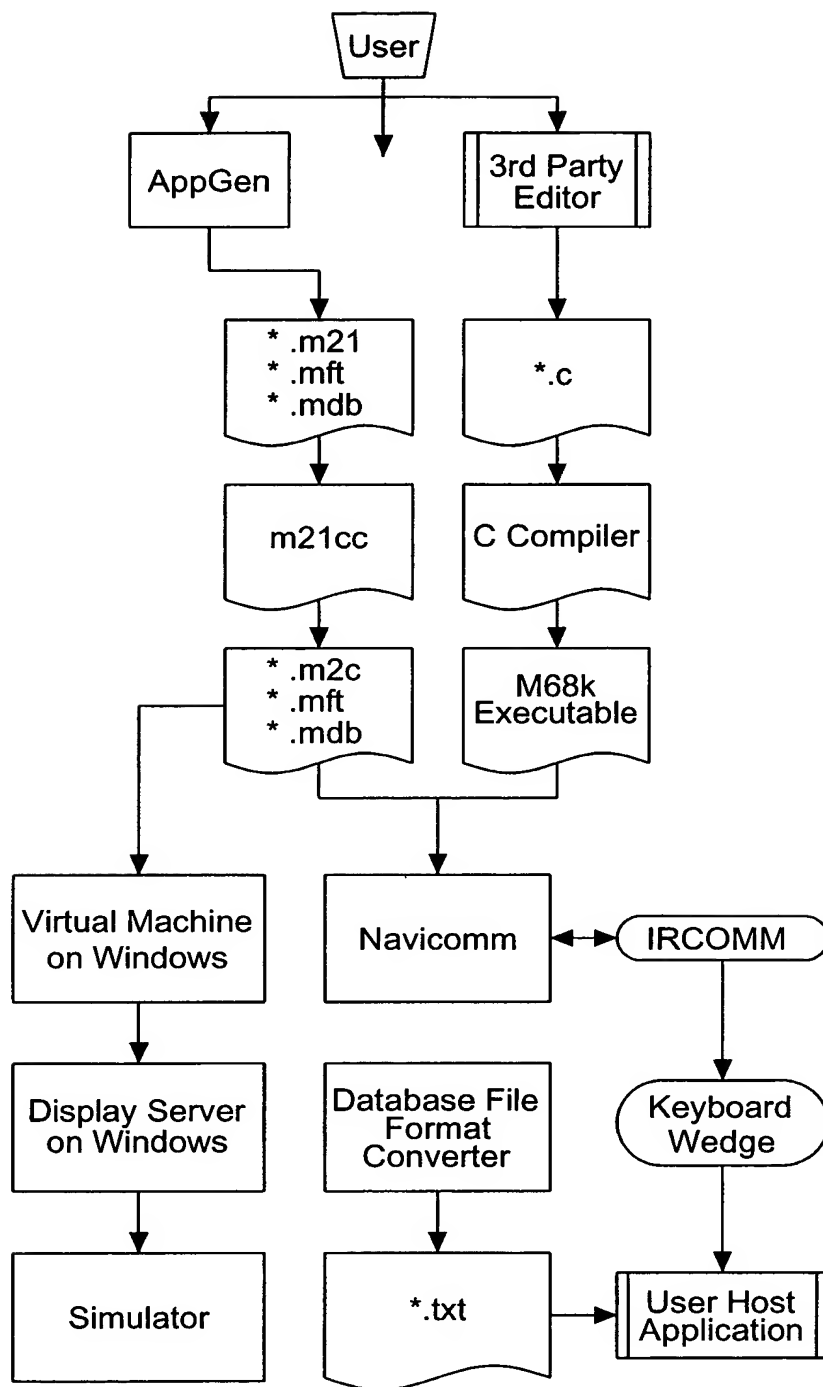 User
AppGen
3rd Party
Editor
* .m21
* .mft
* .mdb
*.c
m21cc
C Compiler
* .m2c
* .mft
* .mdb
M68k
Executable
Virtual Machine
on Windows
Navicomm
IRCOMM
Display Server
on Windows
Database File
Format
Converter
Keyboard
Wedge
Simulator
*.txt
User Host
Application